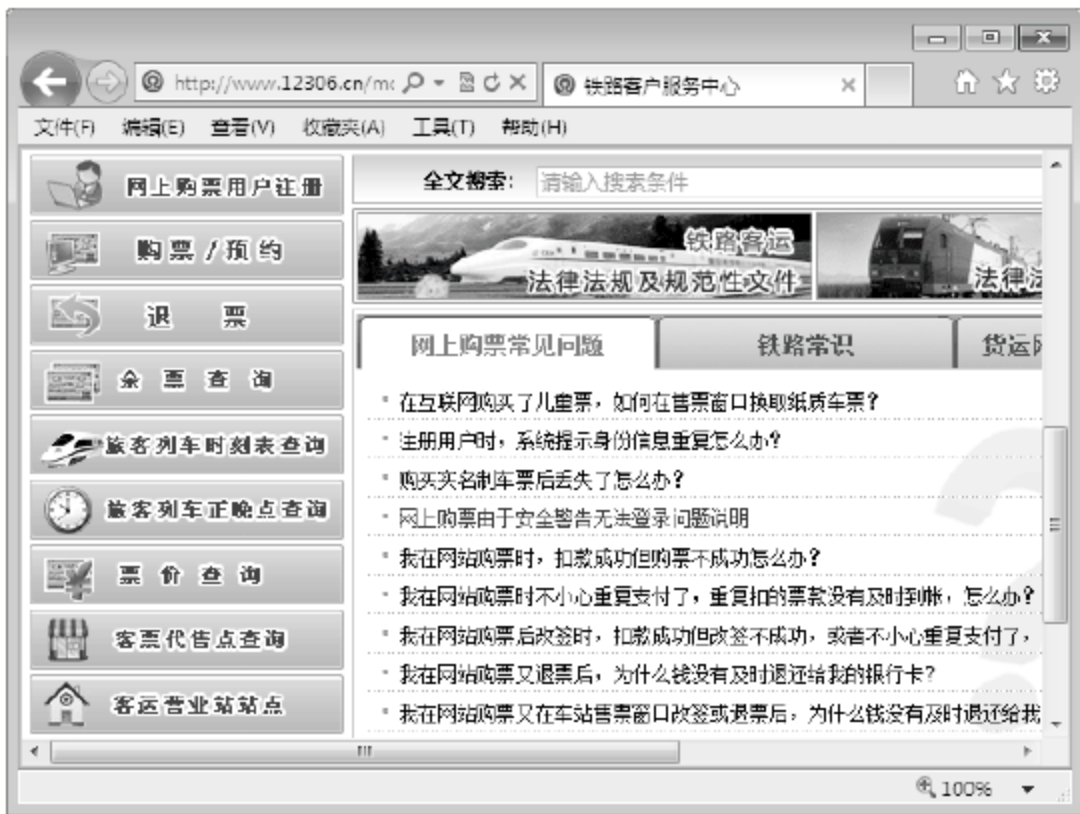 http://www.12306.cn/mc
铁路客户服务中心
文件(F) 编辑(E) 查看(V) 收藏夹(A) 工具(T) 帮助(H)
网上购票用户注册
购票/预约
退 票
余票查询
旅客列车时刻表查询
旅客列车正晚点查询
票价查询
客票代售点查询
客运营业站站点
全文搜索： 请输入搜索条件
铁路客运
法律法规及规范性文件
法律法
网上购票常见问题 铁路常识 货运网
在互联网购买了儿童票，如何在售票窗口换取纸质车票？
注册用户时，系统提示身份信息重复怎么办？
购买实名制车票后丢失了怎么办？
网上购票由于安全警告无法登录问题说明
我在网站购票时，扣款成功但购票不成功怎么办？
我在网站购票时不小心重复支付了，重复扣的票款没有及时到帐，怎么办？
我在网站购票后改签时，扣款成功但改签不成功，或者不小心重复支付了，
我在网站购票又退票后，为什么钱没有及时退还给我的银行卡？
我在网站购票又在车站售票窗口改签或退票后，为什么钱没有及时退还给我
100%